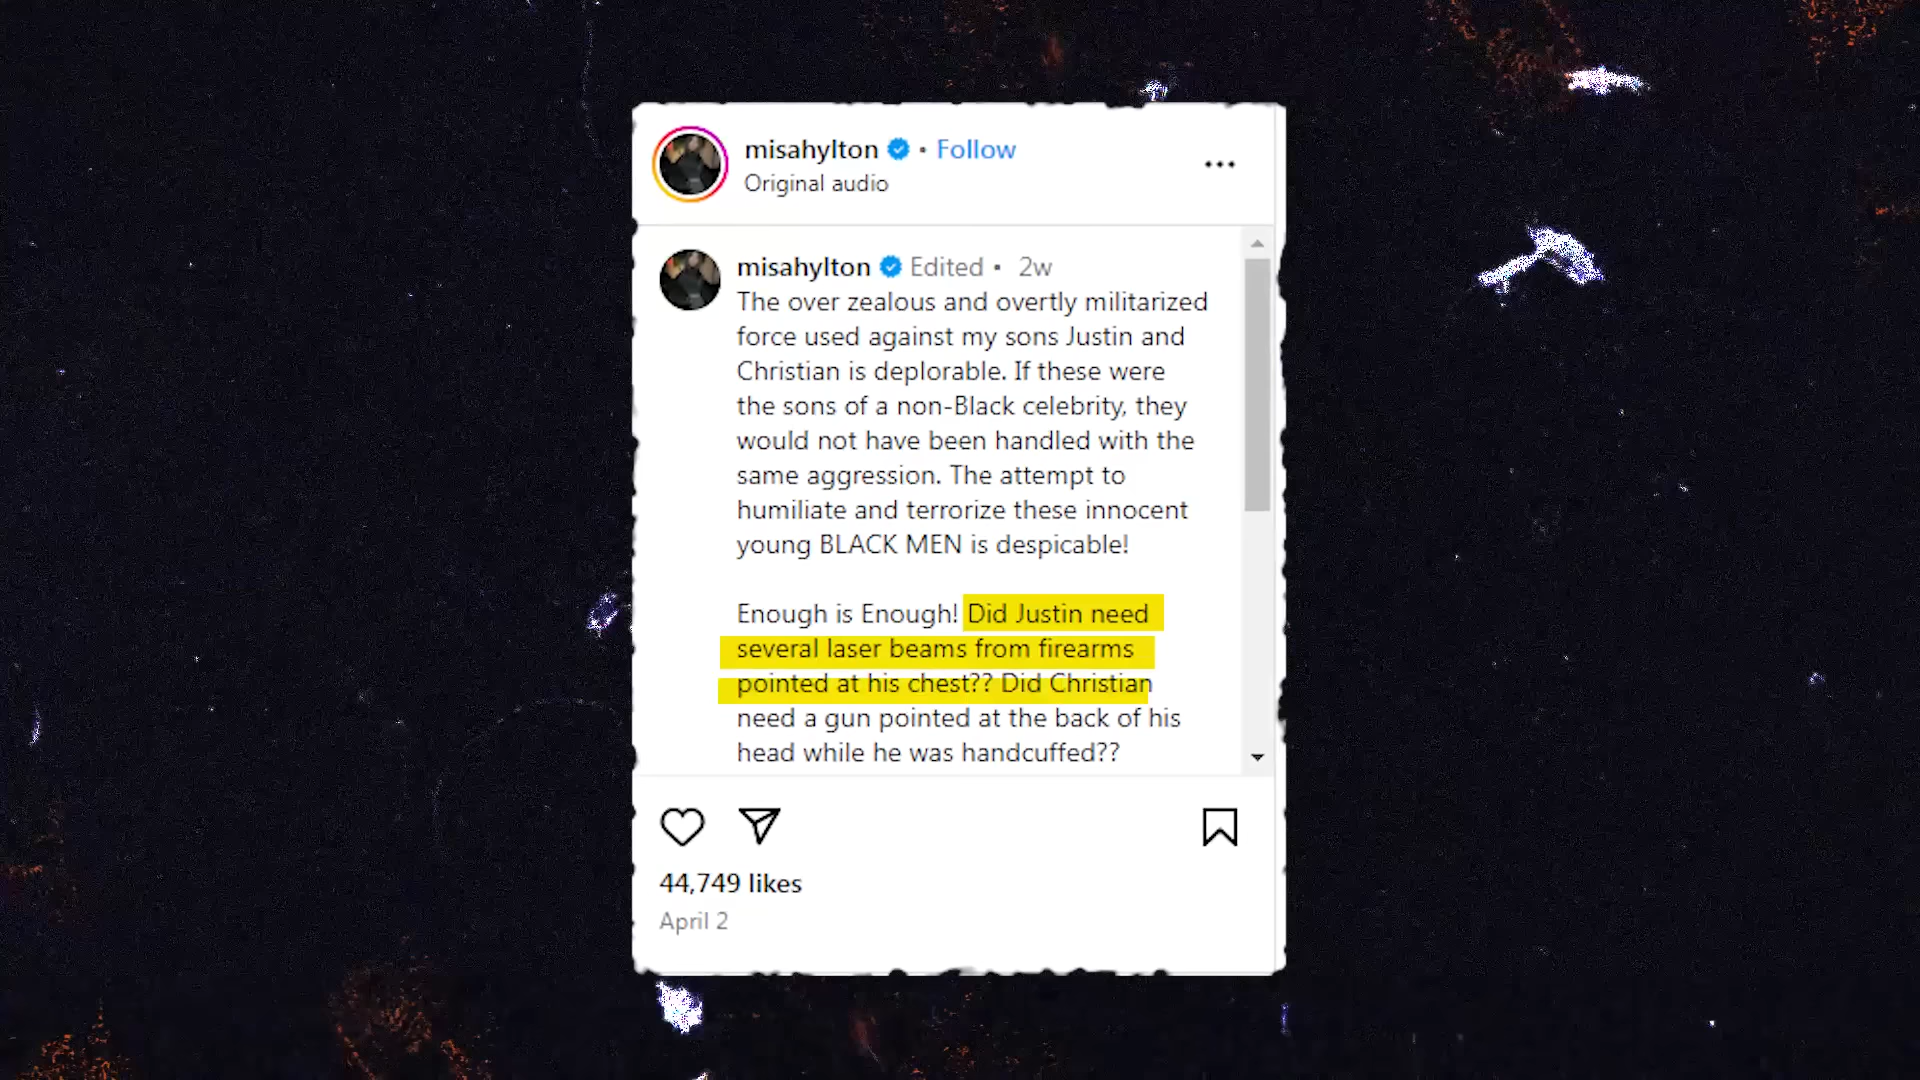 misahylton • Follow
Original audio
misahylton Edited • 2w
The over zealous and overtly militarized
force used against my sons Justin and
Christian is deplorable. If these were
the sons of a non-Black celebrity, they
would not have been handled with the
same aggression. The attempt to
humiliate and terrorize these innocent
young BLACK MEN is despicable!
Enough is Enough! Did Justin need
several laser beams from firearms
pointed at his chest?? Did Christian
need a gun pointed at the back of his
head while he was handcuffed??
44,749 likes
April 2